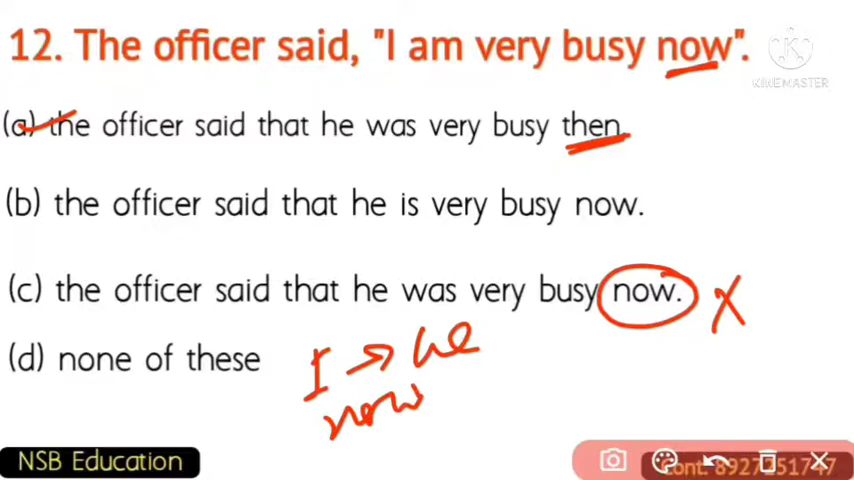 12. The officer said, "I am very busy now".
KINEMASTER
(a) the officer said that he was very busy then.
(b) the officer said that he is very busy now.
(c) the officer said that he was very busy now. X
(d) none of these
I → he
now
NSB Education
Cont: 8927251747